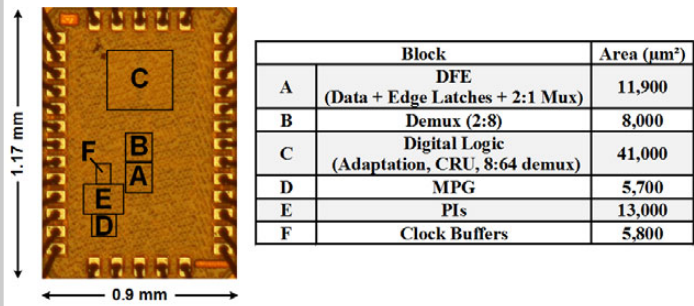 1.17 mm
0.9 mm
C
B
A
F
E
D
Block Area (µm²)
A DFE 11,900
(Data + Edge Latches + 2:1 Mux)
B Demux (2:8) 8,000
C Digital Logic 41,000
(Adaptation, CRU, 8:64 demux)
D MPG 5,700
E PIs 13,000
F Clock Buffers 5,800